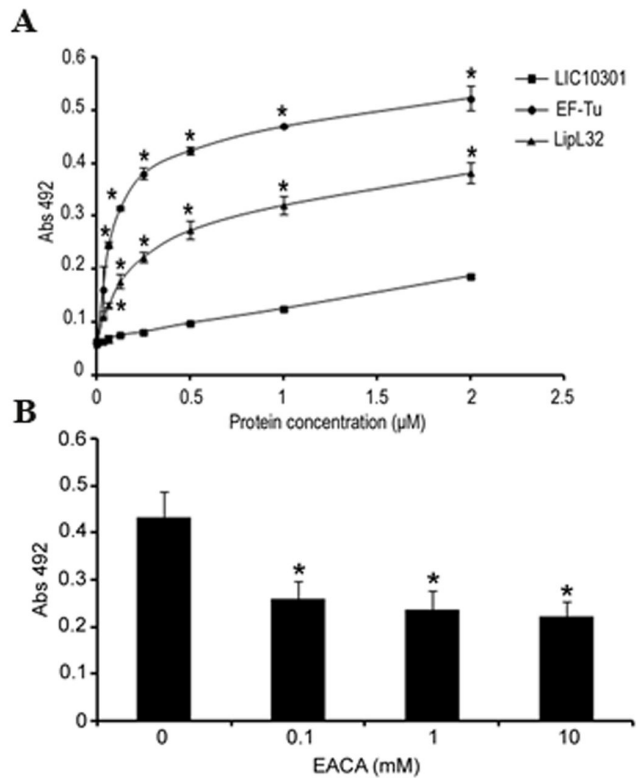 A
LIC10301
EF-Tu
LipL32
Abs 492
0.6
0.5
0.4
0.3
0.2
0.1
0
* * * * * * *
* * * * * *
0 0.5 1 1.5 2 2.5
Protein concentration (µM)
B
Abs 492
0.6
0.5
0.4
0.3
0.2
0.1
0
* * *
0 0.1 1 10
EACA (mM)